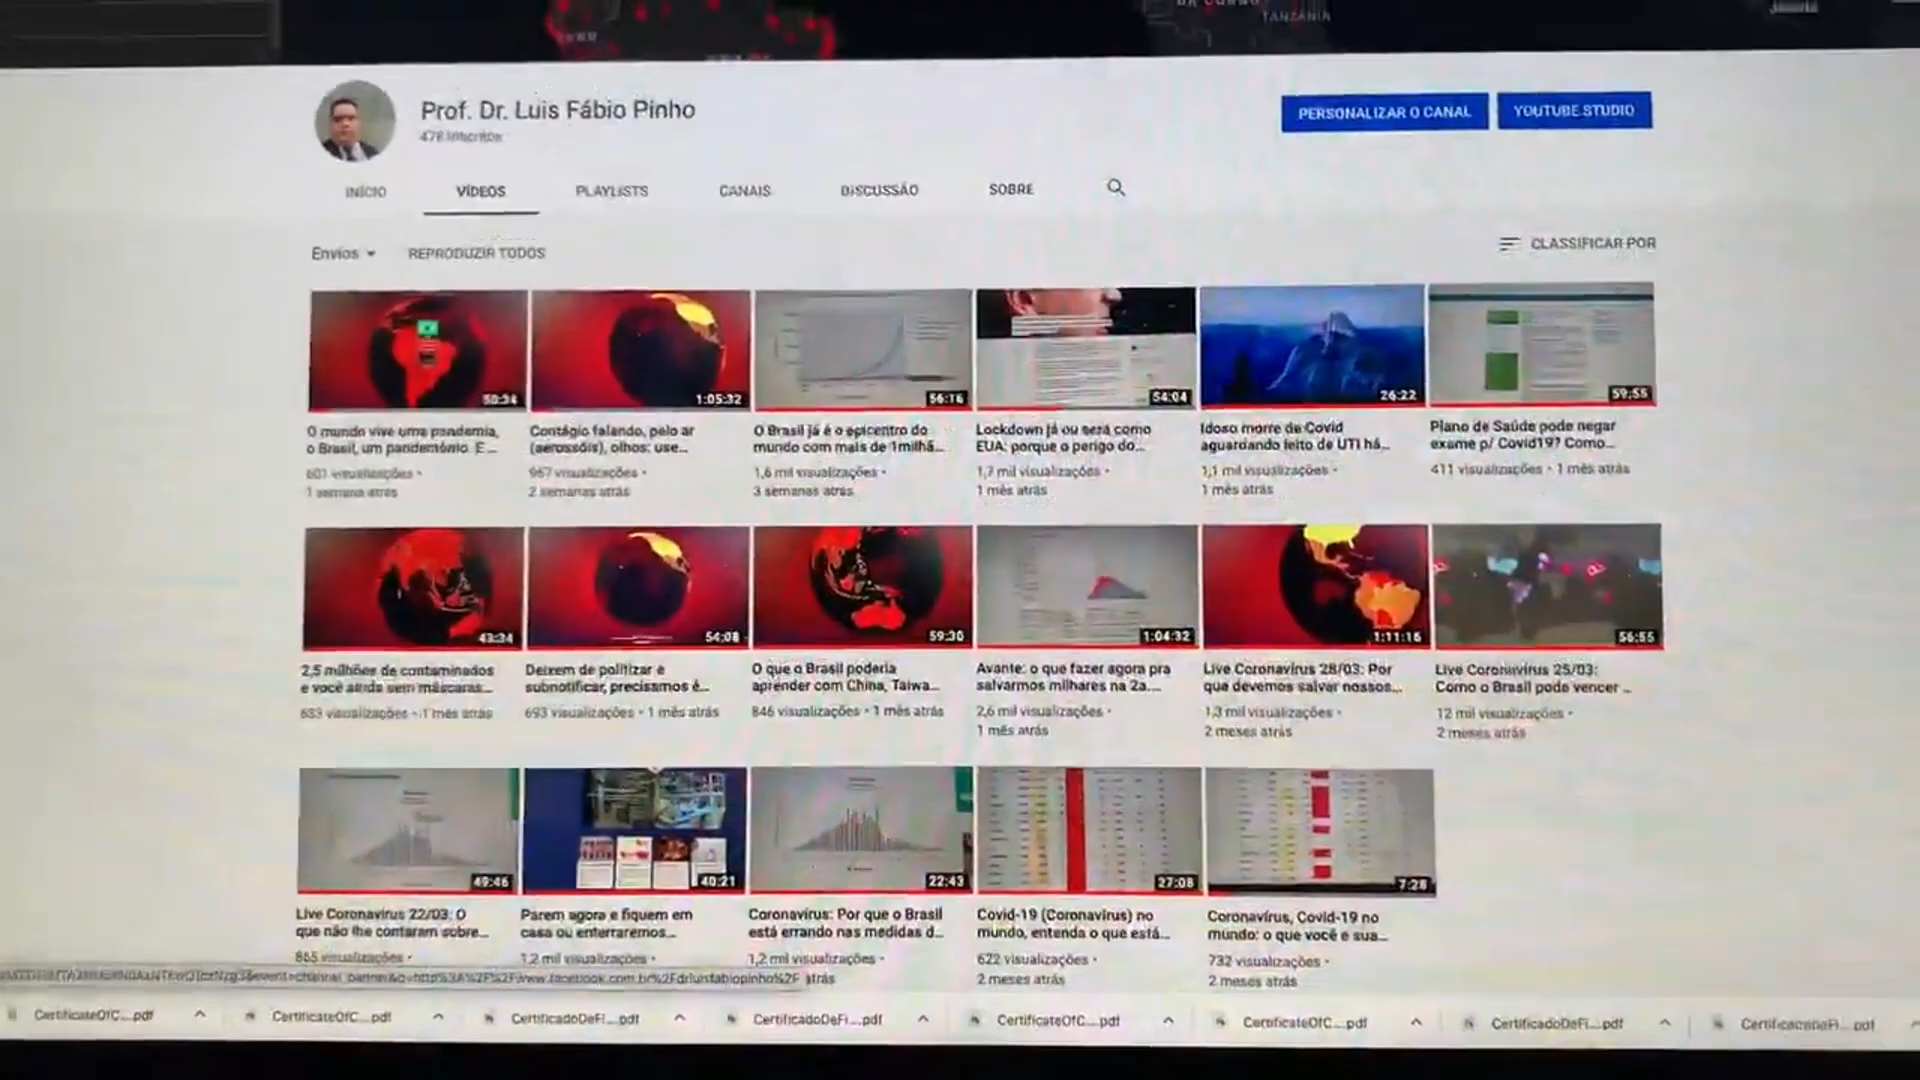 TANZANIA
Prof. Dr. Luis Fábio Pinho
PERSONALIZAR O CANAL
YOUTUBE STUDIO
INÍCIO
VÍDEOS
PLAYLISTS
CANAIS
DISCUSSÃO
SOBRE
Envios
REPRODUZIR TODOS
CLASSIFICAR POR
50:34
1:05:32
56:16
54:04
26:22
59:55
O mundo vive uma pandemia,
o Brasil, um pandemônio. E...
601 visualizações •
1 semana atrás
Contágio falando, pelo ar
(aerossóis), olhos: use...
967 visualizações •
2 semanas atrás
O Brasil já é o epicentro do
mundo com mais de 1milhã...
1,6 mil visualizações •
3 semanas atrás
Lockdown já ou será como
EUA: porque o perigo do...
1,7 mil visualizações •
1 mês atrás
Idoso morre de Covid
aguardando leito de UTI há...
1,1 mil visualizações •
1 mês atrás
Plano de Saúde pode negar
exame p/ Covid19? Como...
411 visualizações • 1 mês atrás
43:34
54:08
59:30
1:04:32
1:11:16
56:55
2,5 milhões de contaminados
e você ainda sem máscaras...
633 visualizações • 1 mês atrás
Deixem de politizar e
subnotificar, precisamos é...
693 visualizações • 1 mês atrás
O que o Brasil poderia
aprender com China, Taiwa...
846 visualizações • 1 mês atrás
Avante: o que fazer agora pra
salvarmos milhares na 2a....
2,6 mil visualizações •
1 mês atrás
Live Coronavírus 28/03: Por
que devemos salvar nossos...
1,3 mil visualizações •
2 meses atrás
Live Coronavírus 25/03:
Como o Brasil pode vencer ...
12 mil visualizações •
2 meses atrás
49:46
40:21
22:43
27:08
7:28
Live Coronavírus 22/03: O
que não lhe contaram sobre...
865 visualizações •
Parem agora e fiquem em
casa ou enterraremos...
1,2 mil visualizações •
Coronavírus: Por que o Brasil
está errando nas medidas d...
1,2 mil visualizações •
atrás
Covid-19 (Coronavírus) no
mundo, entenda o que está...
622 visualizações •
2 meses atrás
Coronavírus, Covid-19 no
mundo: o que você e sua...
732 visualizações •
2 meses atrás
CertificateOfC....pdf
CertificateOfC....pdf
CertificadoDeFi....pdf
CertificadoDeFi....pdf
CertificateOfC....pdf
CertificateOfC....pdf
CertificadoDeFi....pdf
CertificadoDeFi....pdf